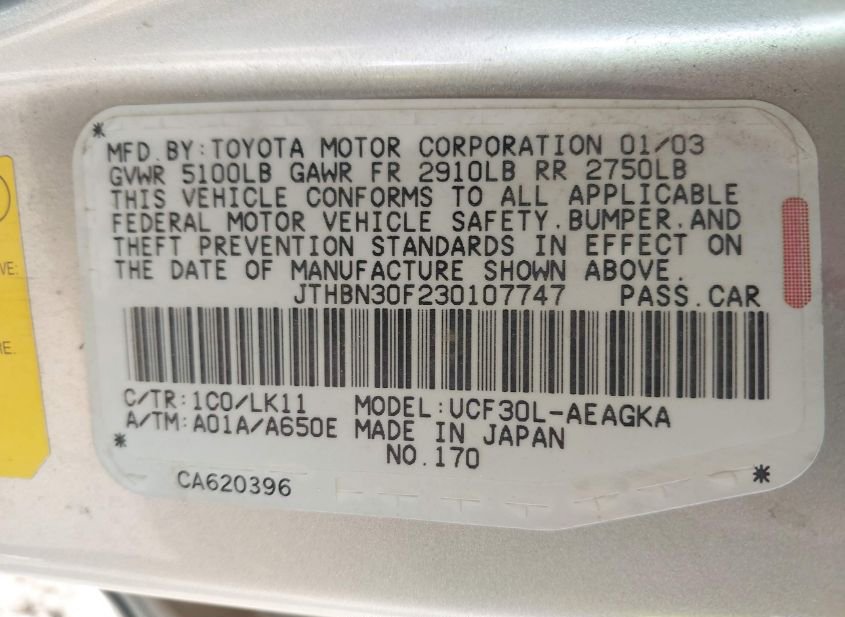 MFD.BY:TOYOTA MOTOR CORPORATION 01/03
GVWR 5100LB GAWR FR 2910LB RR 2750LB
THIS VEHICLE CONFORMS TO ALL APPLICABLE
FEDERAL MOTOR VEHICLE SAFETY.BUMPER.AND
THEFT PREVENTION STANDARDS IN EFFECT ON
THE DATE OF MANUFACTURE SHOWN ABOVE.
JTHBN30F230107747 PASS.CAR
C/TR:1C0/LK11 MODEL:UCF30L-AEAGKA
A/TM:A01A/A650E MADE IN JAPAN
NO.170
CA620396